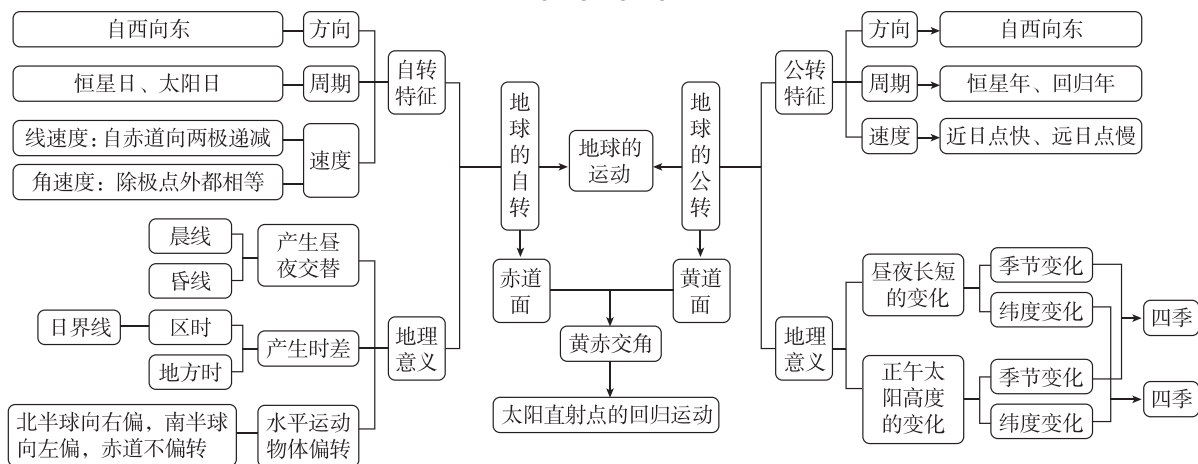 自西向东
方向
恒星日、太阳日
周期
线速度：自赤道向两极递减
角速度：除极点外都相等
速度
自转
特征
晨线
昏线
产生昼
夜交替
日界线
区时
地方时
产生时差
北半球向右偏，南半球
向左偏，赤道不偏转
水平运动
物体偏转
地理
意义
地球的自转
地球的
运动
地球的公转
赤道
面
黄道
面
黄赤交角
太阳直射点的回归运动
公转
特征
方向
自西向东
周期
恒星年、回归年
速度
近日点快、远日点慢
地理
意义
昼夜长短
的变化
季节变化
纬度变化
四季
正午太
阳高度
的变化
季节变化
纬度变化
四季